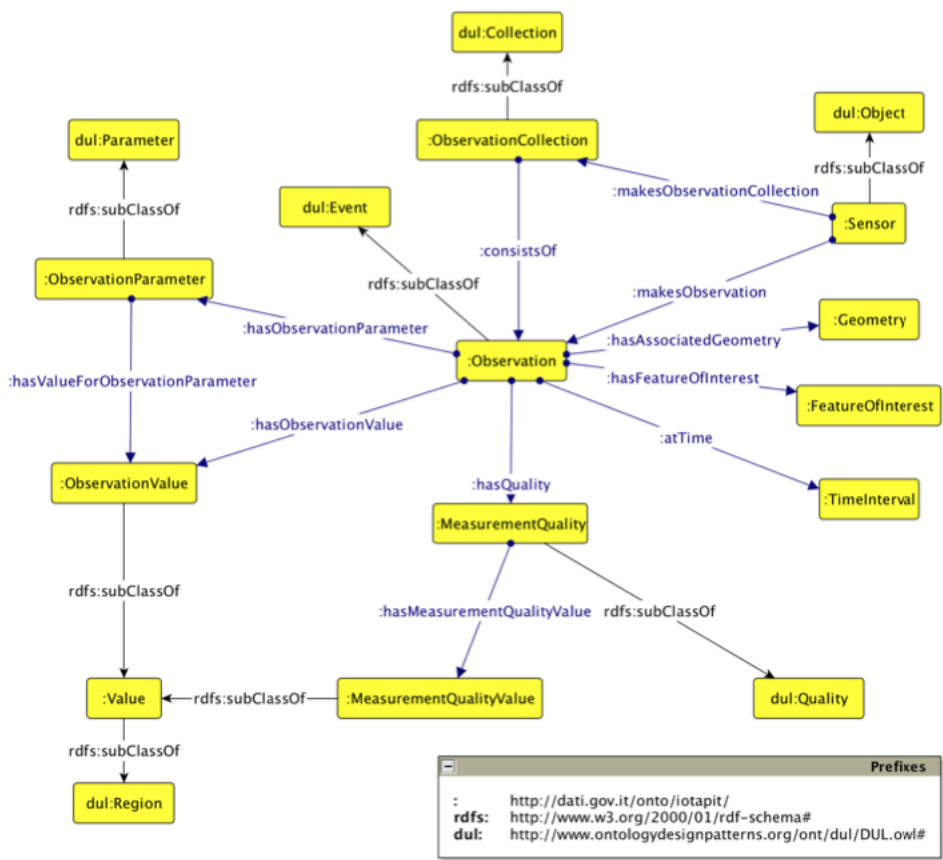 dul:Collection
rdfs:subClassOf
dul:Object
dul:Parameter
:ObservationCollection
rdfs:subClassOf
:makesObservationCollection
rdfs:subClassOf
dul:Event
:Sensor
:consistsOf
:ObservationParameter
rdfs:subClassOf
:makesObservation
:hasObservationParameter
:Geometry
:hasAssociatedGeometry
:Observation
:hasValueForObservationParameter
:hasFeatureOfInterest
:FeatureOfInterest
:hasObservationValue
:atTime
:ObservationValue
:hasQuality
:TimeInterval
:MeasurementQuality
rdfs:subClassOf
:hasMeasurementQualityValue
rdfs:subClassOf
:Value
rdfs:subClassOf
:MeasurementQualityValue
dul:Quality
rdfs:subClassOf
dul:Region
Prefixes
: http://dati.gov.it/onto/iotapit/
rdfs: http://www.w3.org/2000/01/rdf-schema#
dul: http://www.ontologydesignpatterns.org/ont/dul/DUL.owl#